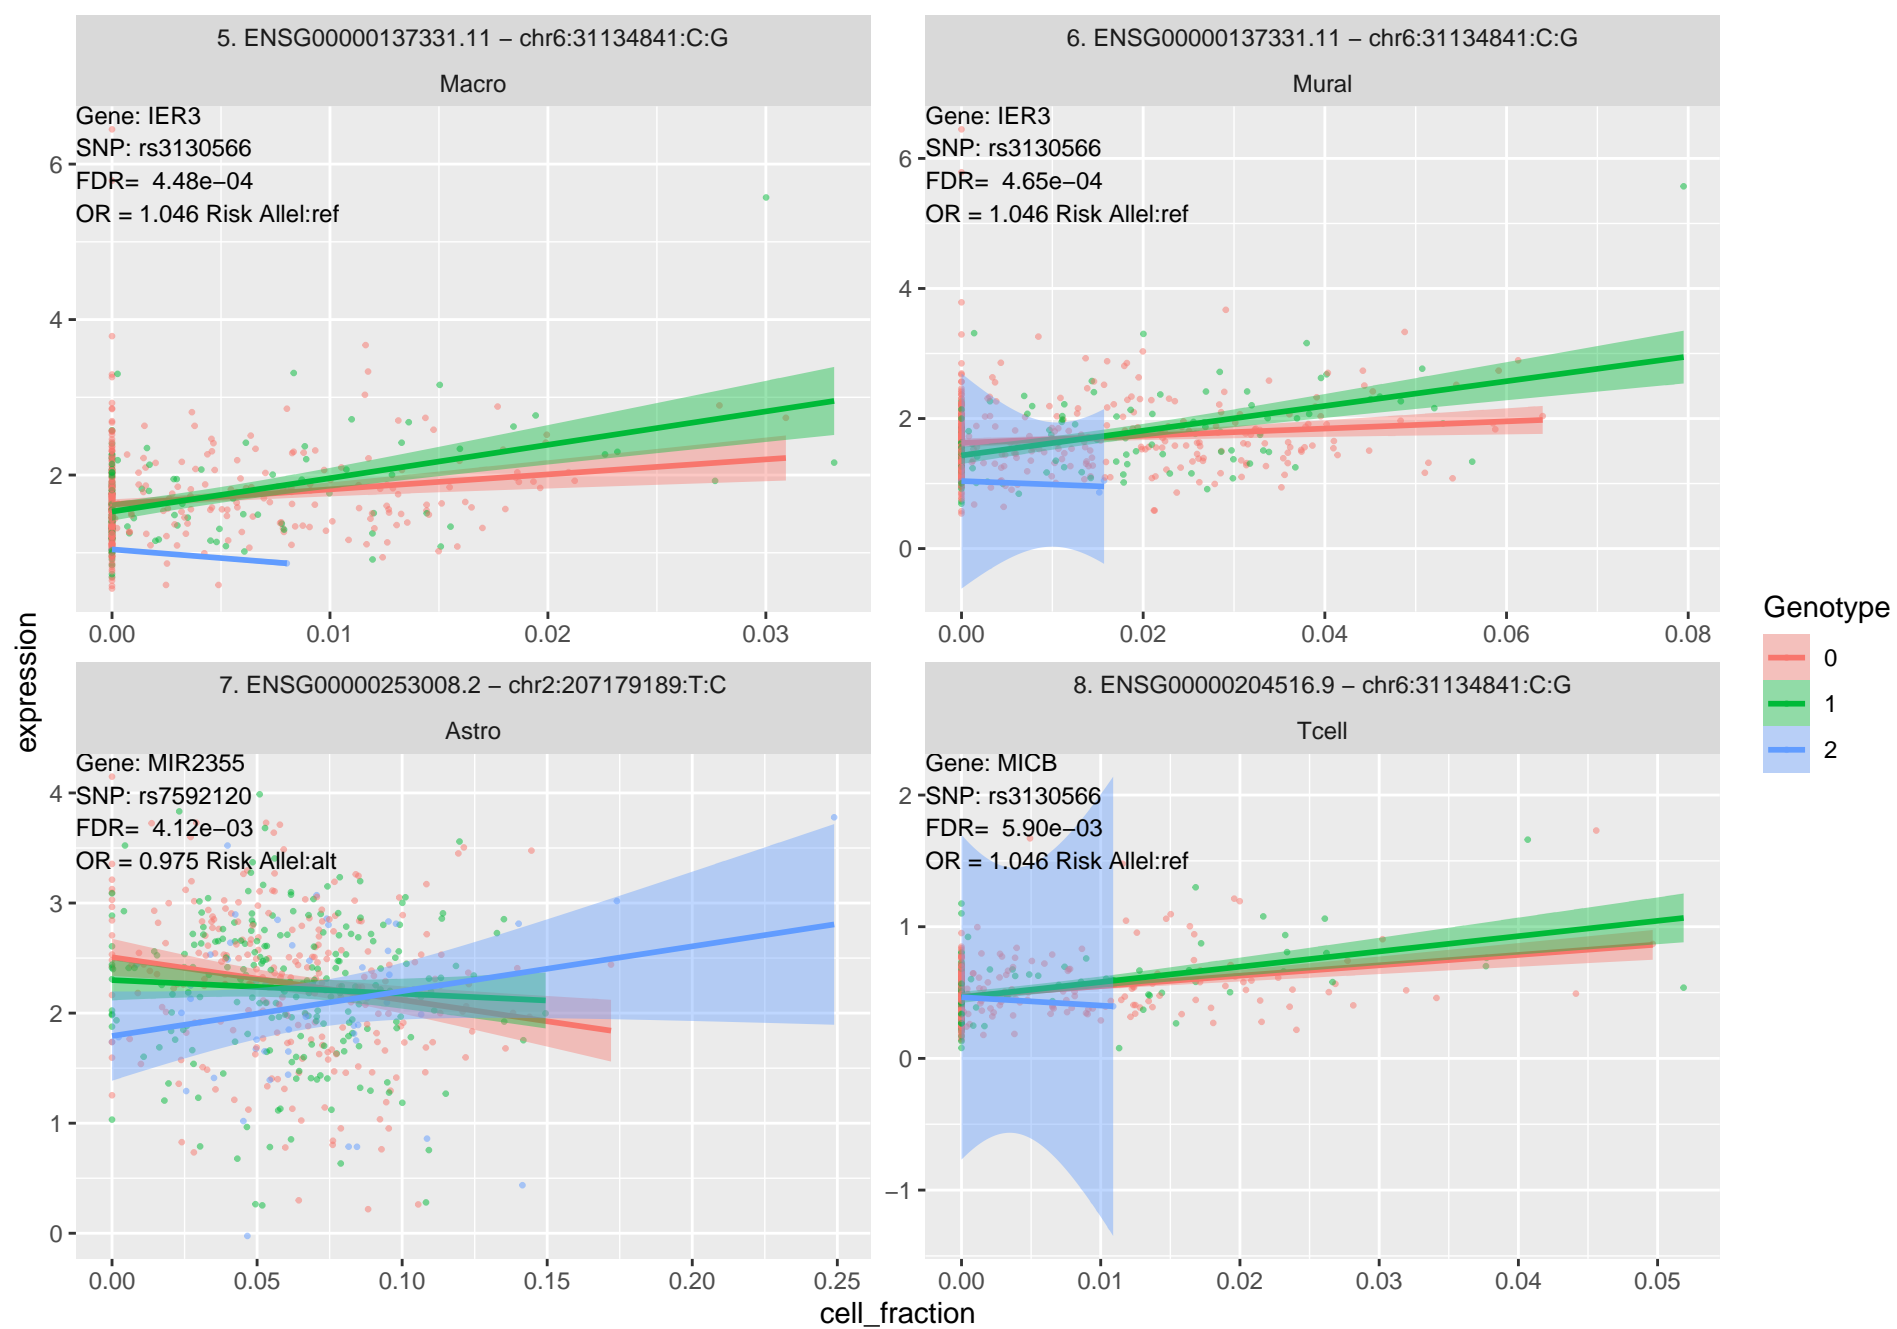 5. ENSG00000137331.11 − chr6:31134841:C:G
Macro
Gene: IER3
SNP: rs3130566
FDR=  4.48e−04
OR = 1.046 Risk Allel:ref
6
4
2
0.00 0.01 0.02 0.03
6. ENSG00000137331.11 − chr6:31134841:C:G
Mural
Gene: IER3
SNP: rs3130566
FDR=  4.65e−04
OR = 1.046 Risk Allel:ref
6
4
2
0
0.00 0.02 0.04 0.06 0.08
7. ENSG00000253008.2 − chr2:207179189:T:C
Astro
Gene: MIR2355
SNP: rs7592120
FDR=  4.12e−03
OR = 0.975 Risk Allel:alt
4
3
2
1
0
0.00 0.05 0.10 0.15 0.20 0.25
8. ENSG00000204516.9 − chr6:31134841:C:G
Tcell
Gene: MICB
SNP: rs3130566
FDR=  5.90e−03
OR = 1.046 Risk Allel:ref
2
1
0
−1
0.00 0.01 0.02 0.03 0.04 0.05
expression
cell_fraction
Genotype
0
1
2